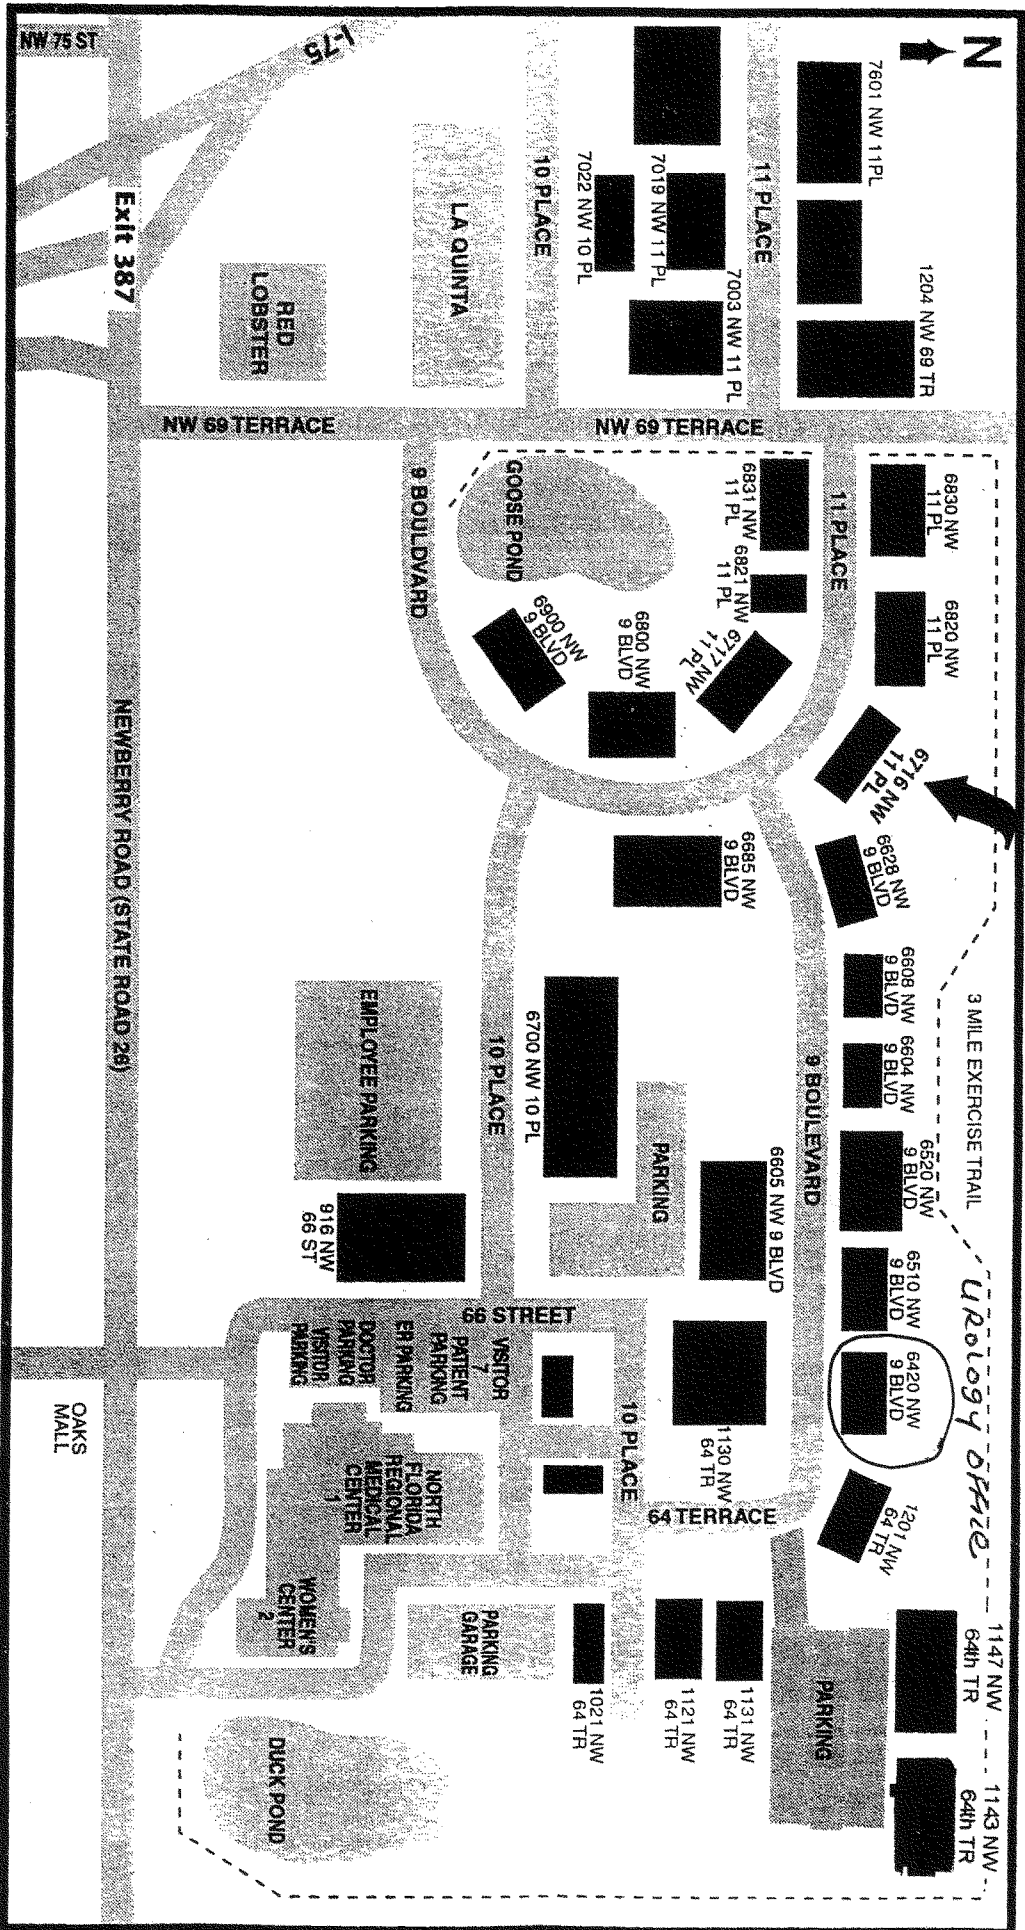 N
7601 NW 11PL
1204 NW 69 TR
11 PLACE
7019 NW 11 PL
7003 NW 11 PL
7022 NW 10 PL
10 PLACE
LA QUINTA
RED
LOBSTER
I-75
NW 75 ST
Exit 387
NW 69 TERRACE
NW 69 TERRACE
6830 NW
11 PL
6820 NW
11 PL
6716 NW
11 PL
11 PLACE
6831 NW
11 PL
6821 NW
11 PL
6717 NW
11 PL
6800 NW
9 BLVD
6900 NW
9 BLVD
GOOSE POND
9 BOULDVARD
NEWBERRY ROAD (STATE ROAD 26)
6628 NW
9 BLVD
6685 NW
9 BLVD
3 MILE EXERCISE TRAIL
6608 NW
9 BLVD
6604 NW
9 BLVD
6520 NW
9 BLVD
6510 NW
9 BLVD
Urology Office
6420 NW
9 BLVD
9 BOULEVARD
6605 NW 9 BLVD
PARKING
6700 NW 10 PL
10 PLACE
EMPLOYEE PARKING
916 NW
66 ST
66 STREET
1201 NW
64 TR
1130 NW
64 TR
64 TERRACE
10 PLACE
VISITOR
7
PATIENT
PARKING
ER PARKING
DOCTOR
PARKING
VISITOR
PARKING
NORTH
FLORIDA
REGIONAL
MEDICAL
CENTER
1
WOMEN'S
CENTER
2
OAKS
MALL
1147 NW
64th TR
1143 NW
64th TR
PARKING
1131 NW
64 TR
1121 NW
64 TR
1021 NW
64 TR
PARKING
GARAGE
DUCK POND